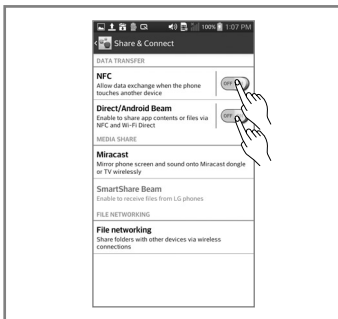 100% 1:07 PM
Share & Connect
DATA TRANSFER
NFC
Allow data exchange when the phone
touches another device
OFF
Direct/Android Beam
Enable to share app contents or files via
NFC and Wi-Fi Direct
OFF
MEDIA SHARE
Miracast
Mirror phone screen and sound onto Miracast dongle
or TV wirelessly
SmartShare Beam
Enable to receive files from LG phones
FILE NETWORKING
File networking
Share folders with other devices via wireless
connections